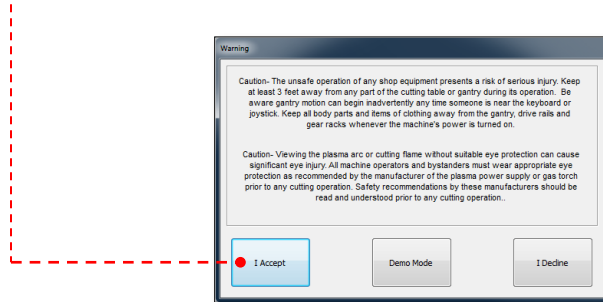 Warning
Caution- The unsafe operation of any shop equipment presents a risk of serious injury. Keep
at least 3 feet away from any part of the cutting table or gantry during its operation. Be
aware gantry motion can begin inadvertently any time someone is near the keyboard or
joystick. Keep all body parts and items of clothing away from the gantry, drive rails and
gear racks whenever the machine's power is turned on.
Caution- Viewing the plasma arc or cutting flame without suitable eye protection can cause
significant eye injury. All machine operators and bystanders must wear appropriate eye
protection as recommended by the manufacturer of the plasma power supply or gas torch
prior to any cutting operation. Safety recommendations by these manufacturers should be
read and understood prior to any cutting operation..
I Accept Demo Mode I Decline